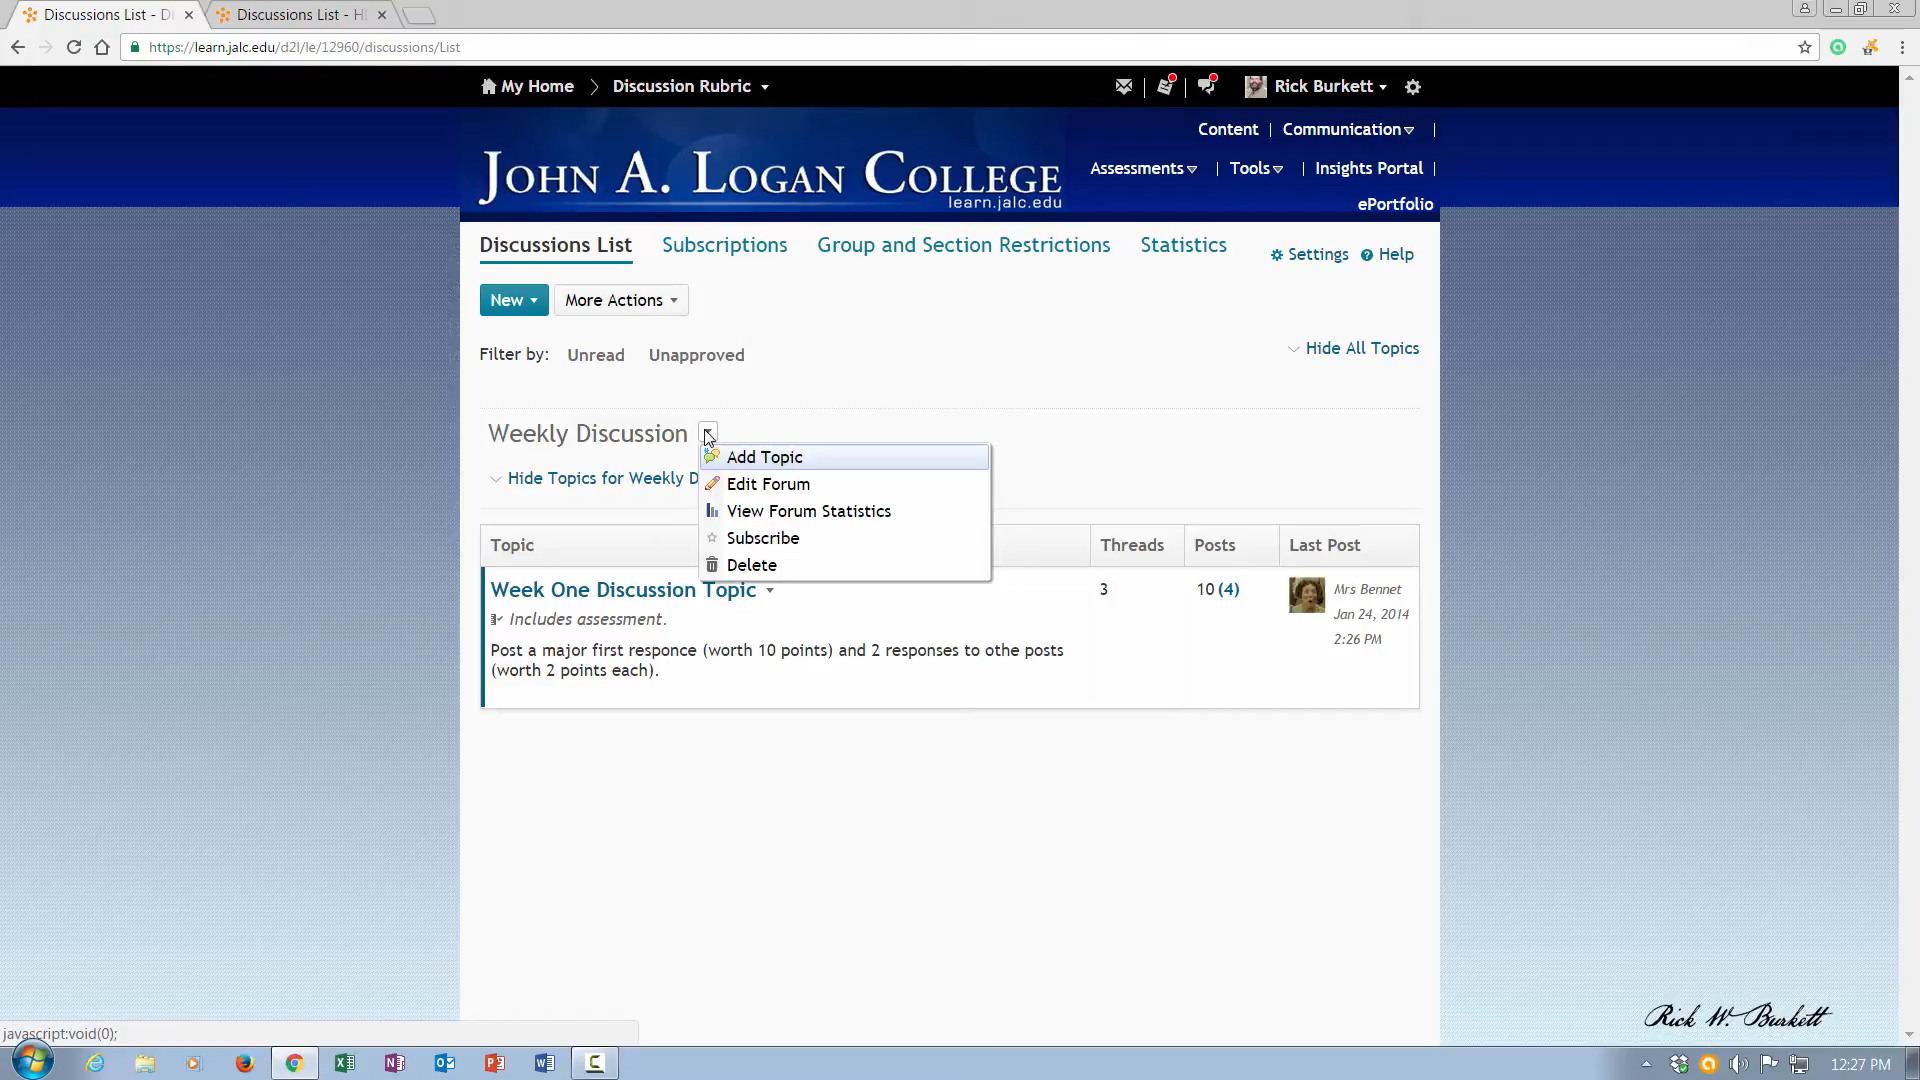 Discussions List - D
Discussions List - H
https://learn.jalc.edu/d2l/le/12960/discussions/List
My Home
Discussion Rubric
Rick Burkett
Content
Communication
JOHN A. LOGAN COLLEGE
learn.jalc.edu
Assessments
Tools
Insights Portal
ePortfolio
Discussions List
Subscriptions
Group and Section Restrictions
Statistics
Settings
Help
New
More Actions
Filter by:
Unread
Unapproved
Hide All Topics
Weekly Discussion
Add Topic
Hide Topics for Weekly D
Edit Forum
View Forum Statistics
Subscribe
Delete
Topic
Threads
Posts
Last Post
Week One Discussion Topic
3
10 (4)
Mrs Bennet
Jan 24, 2014
2:26 PM
Includes assessment.
Post a major first responce (worth 10 points) and 2 responses to othe posts
(worth 2 points each).
Rick W. Burkett
javascript:void(0);
12:27 PM